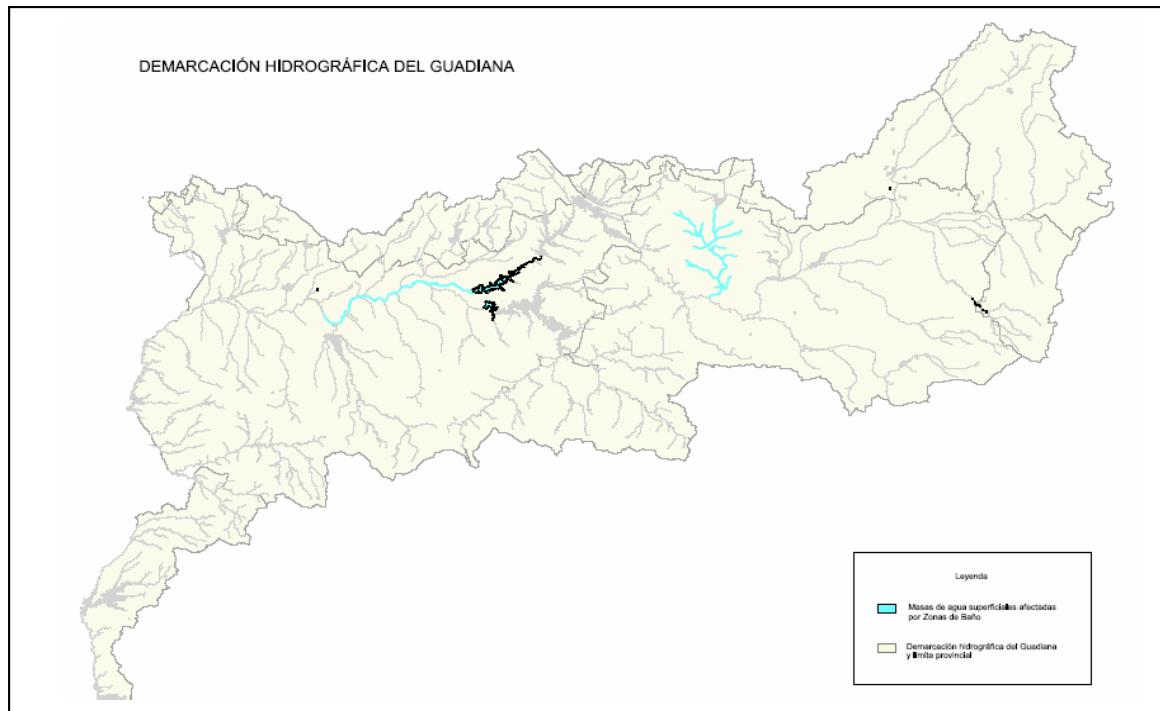 DEMARCACIÓN HIDROGRÁFICA DEL GUADIANA
Leyenda
Masas de agua superficiales afectadas
por Zonas de Baño
Demarcación hidrográfica del Guadiana
y límite provincial